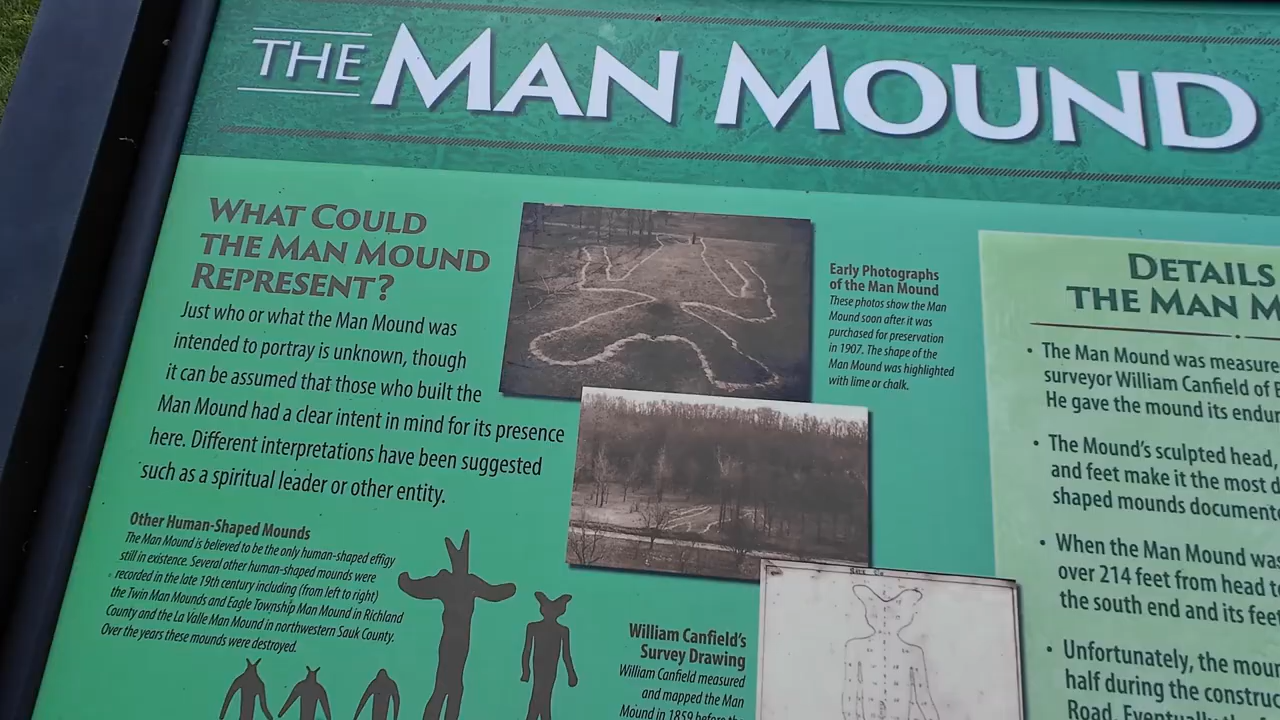 THE MAN MOUND
WHAT COULD
THE MAN MOUND
REPRESENT?
Just who or what the Man Mound was
intended to portray is unknown, though
it can be assumed that those who built the
Man Mound had a clear intent in mind for its presence
here. Different interpretations have been suggested
such as a spiritual leader or other entity.
Other Human-Shaped Mounds
The Man Mound is believed to be the only human-shaped effigy
still in existence. Several other human-shaped mounds were
recorded in the late 19th century including (from left to right)
the Twin Man Mounds and Eagle Township Man Mound in Richland
County and the La Valle Man Mound in northwestern Sauk County.
Over the years these mounds were destroyed.
Early Photographs
of the Man Mound
These photos show the Man
Mound soon after it was
purchased for preservation
in 1907. The shape of the
Man Mound was highlighted
with lime or chalk.
William Canfield's
Survey Drawing
William Canfield measured
and mapped the Man
Mound in 1859 before the
DETAILS
THE MAN M
• The Man Mound was measure
surveyor William Canfield of
He gave the mound its endu
• The Mound's sculpted head,
and feet make it the most d
shaped mounds documente
• When the Man Mound was
over 214 feet from head t
the south end and its fee
• Unfortunately, the mou
half during the construc
Road. Eventually the